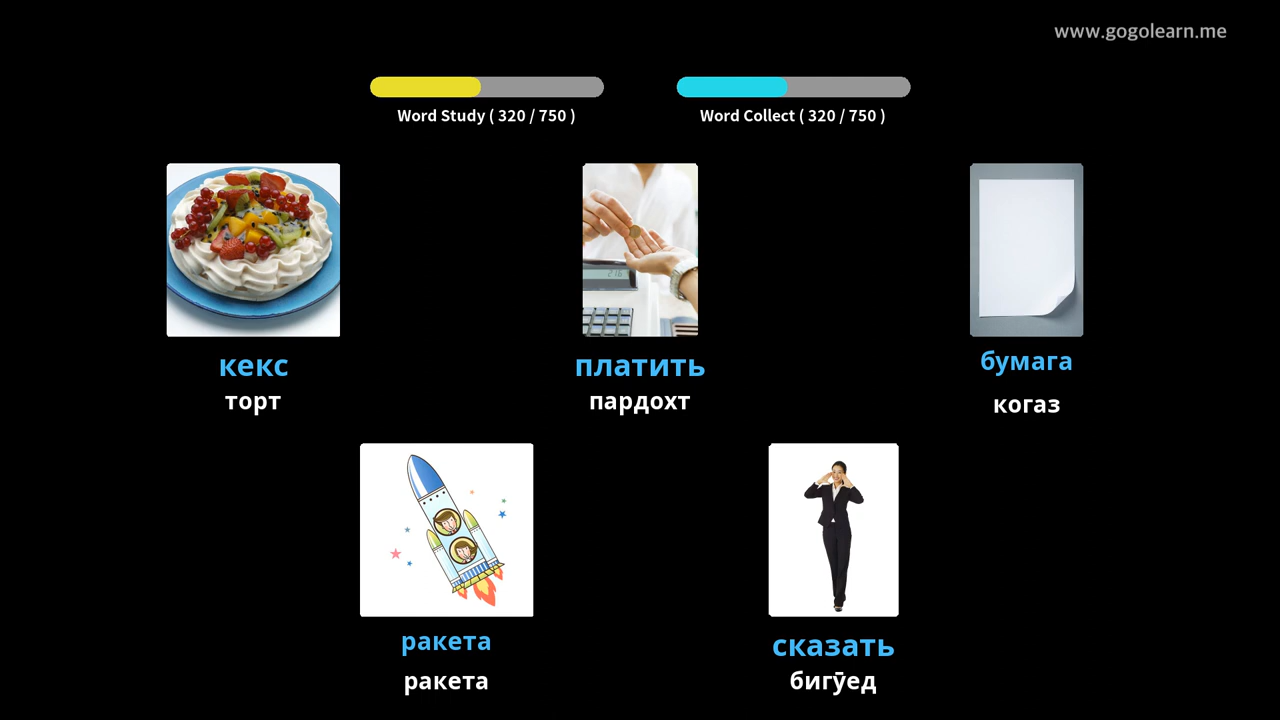 www.gogolearn.me
Word Study ( 320 / 750 )
Word Collect ( 320 / 750 )
кекс
торт
платить
пардохт
бумага
когаз
ракета
ракета
сказать
бигӯед